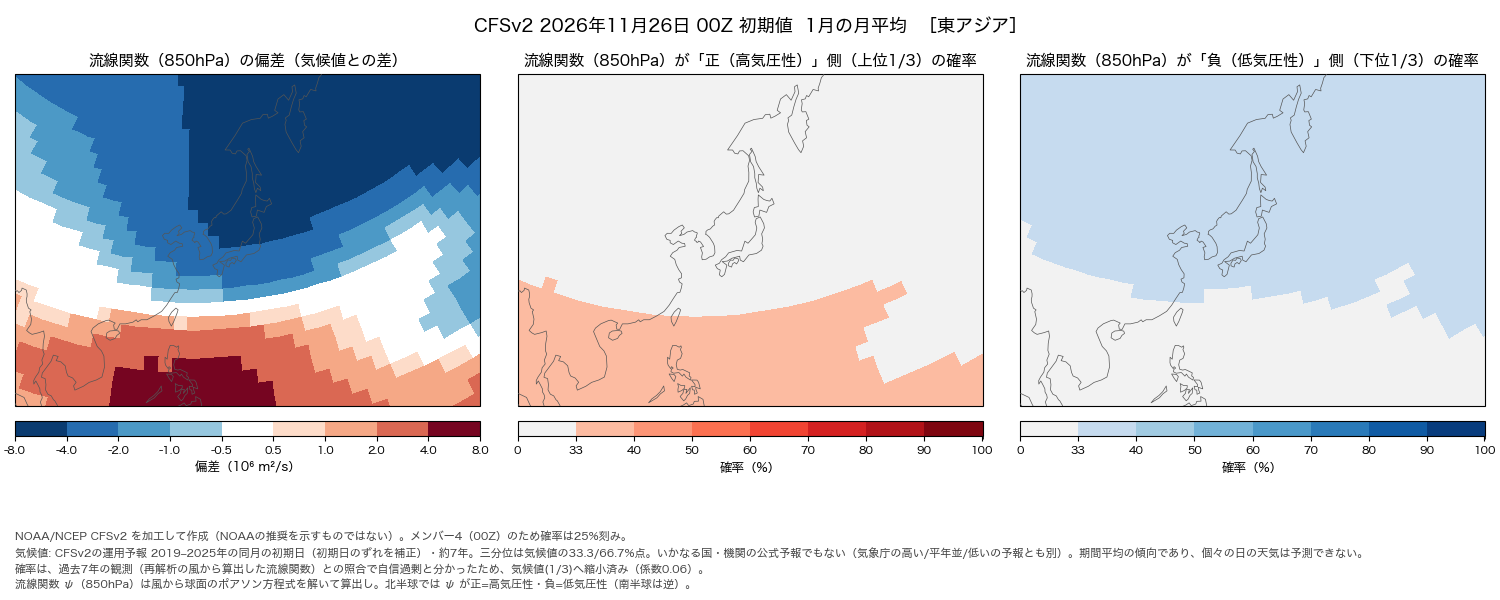 CFSv2 2026年11月26日 00Z 初期値 1月の月平均 ［東アジア］
流線関数（850hPa）の偏差（気候値との差）
流線関数（850hPa）が「正（高気圧性）」側（上位1/3）の確率
流線関数（850hPa）が「負（低気圧性）」側（下位1/3）の確率
-8.0 -4.0 -2.0 -1.0 -0.5 0.5 1.0 2.0 4.0 8.0
偏差（10⁶ m²/s）
0 33 40 50 60 70 80 90 100
確率（%）
0 33 40 50 60 70 80 90 100
確率（%）
NOAA/NCEP CFSv2 を加工して作成（NOAAの推奨を示すものではない）。メンバー4（00Z）のため確率は25%刻み。
気候値: CFSv2の運用予報 2019–2025年の同月の初期日（初期日のずれを補正）・約7年。三分位は気候値の33.3/66.7%点。いかなる国・機関の公式予報でもない（気象庁の高い/平年並/低いの予報とも別）。期間平均の傾向であり、個々の日の天気は予測できない。
確率は、過去7年の観測（再解析の風から算出した流線関数）との照合で自信過剰と分かったため、気候値(1/3)へ縮小済み（係数0.06）。
流線関数 ψ（850hPa）は風から球面のポアソン方程式を解いて算出し。北半球では ψ が正=高気圧性・負=低気圧性（南半球は逆）。